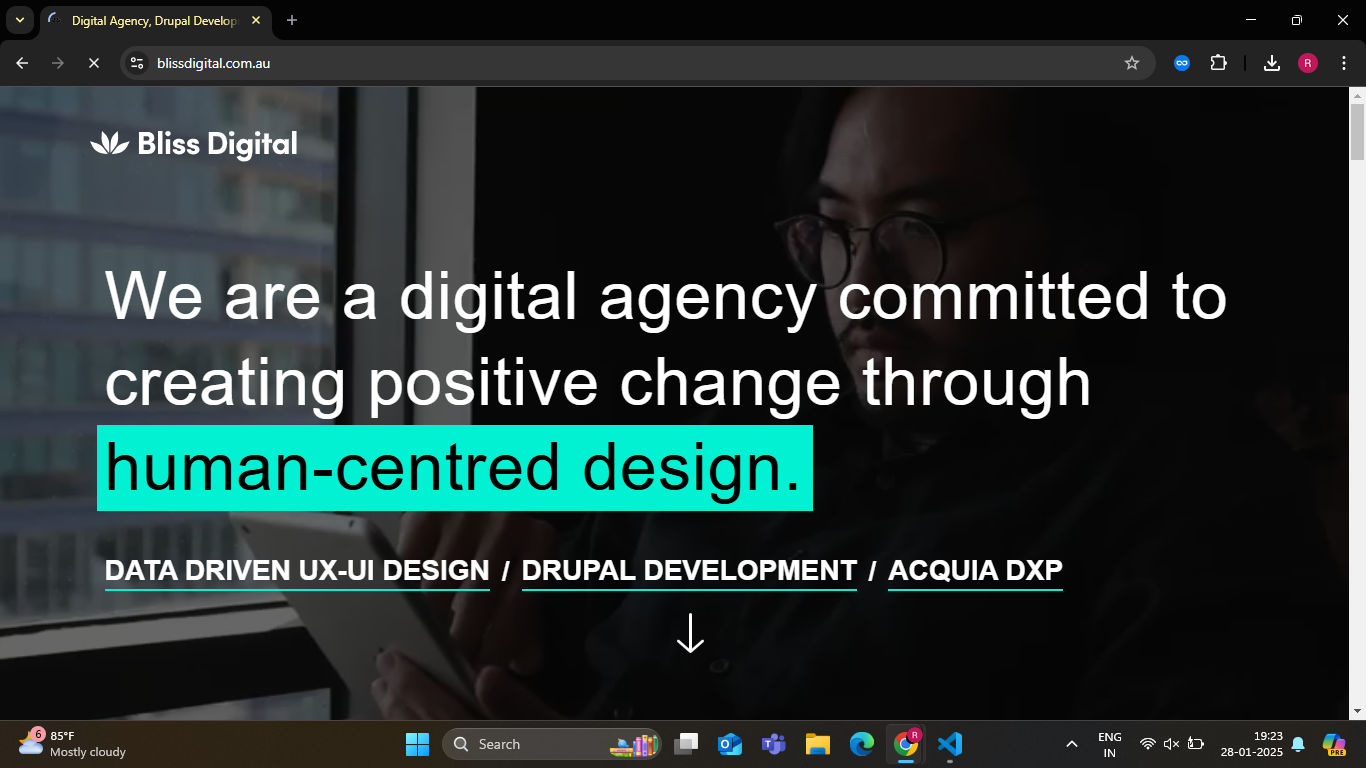 Digital Agency, Drupal Develop
blissdigital.com.au
R
Bliss Digital
We are a digital agency committed to
creating positive change through
human-centred design.
DATA DRIVEN UX-UI DESIGN / DRUPAL DEVELOPMENT / ACQUIA DXP
6
85°F
Mostly cloudy
Search
R
ENG
IN
19:23
28-01-2025
PRE